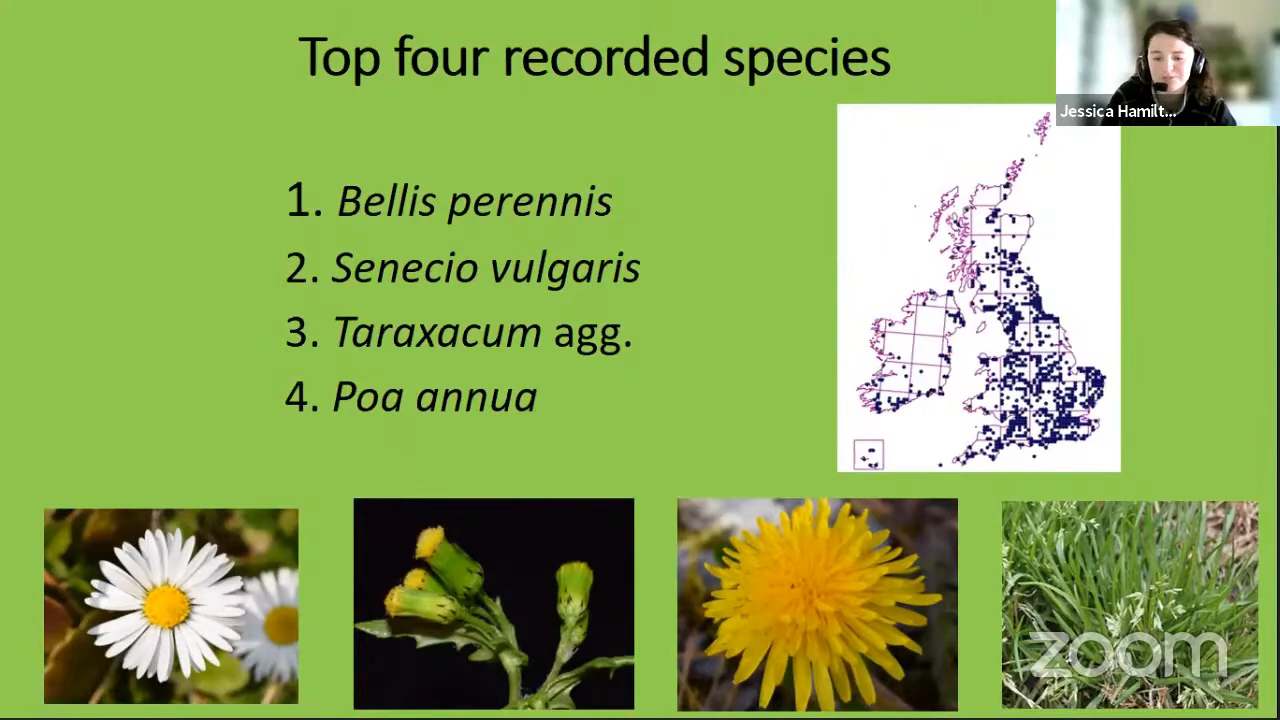 Top four recorded species
Jessica Hamilt...
1. Bellis perennis
2. Senecio vulgaris
3. Taraxacum agg.
4. Poa annua
zoom